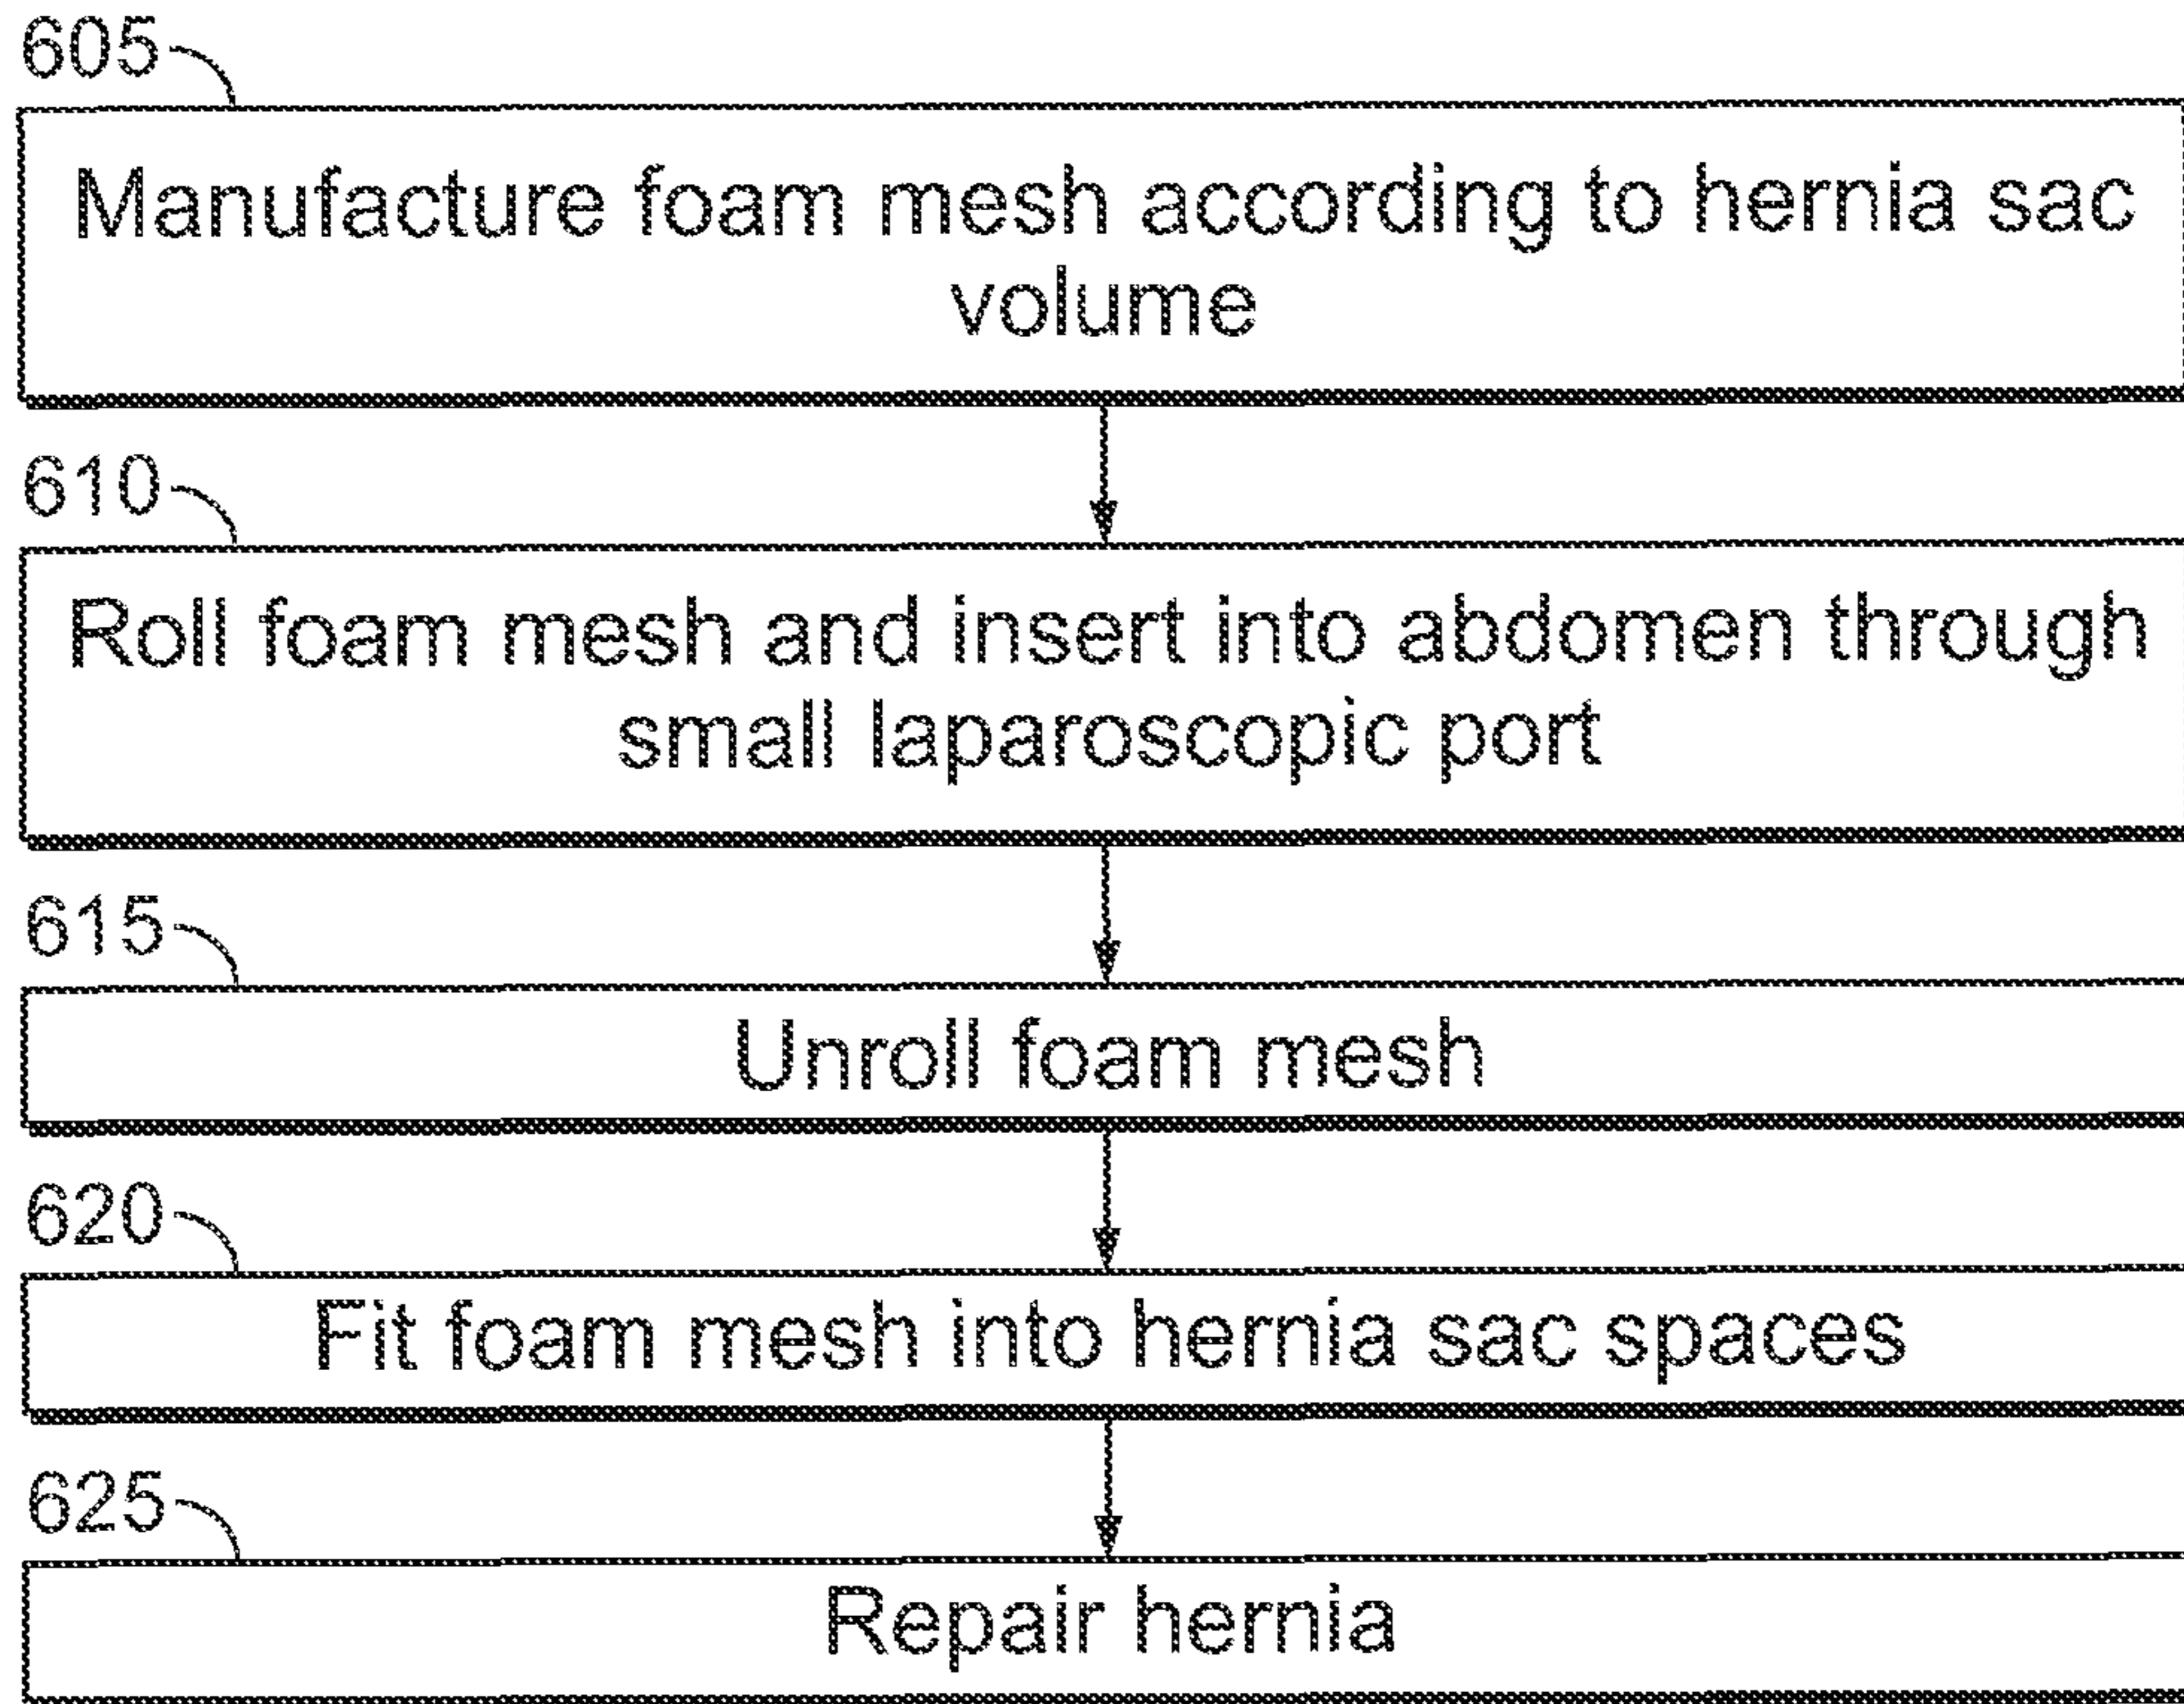 605
Manufacture foam mesh according to hernia sac
volume
610
Roll foam mesh and insert into abdomen through
small laparoscopic port
615
Unroll foam mesh
620
Fit foam mesh into hernia sac spaces
625
Repair hernia